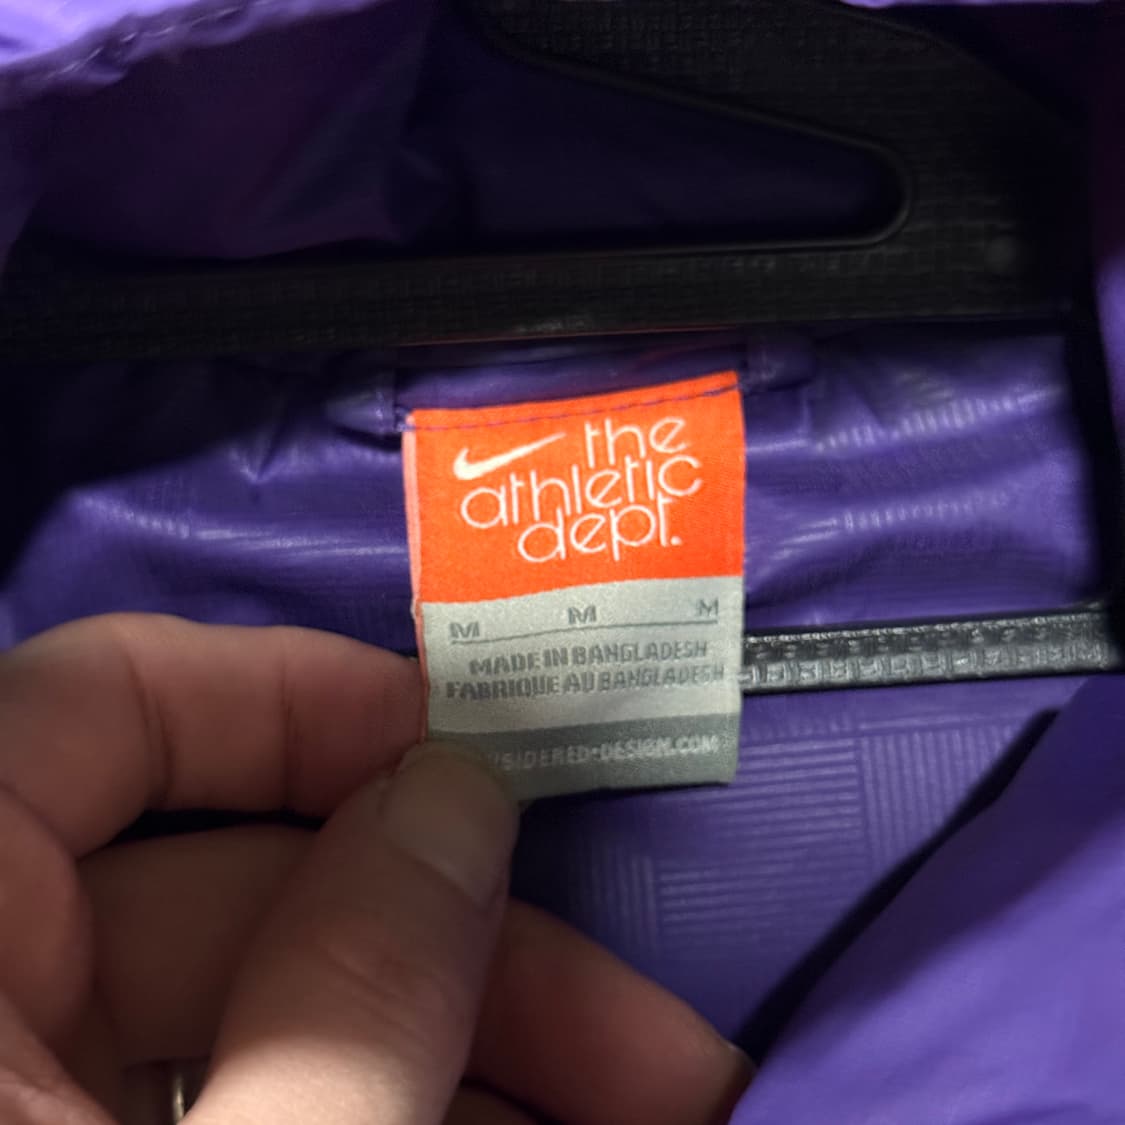 the
athletic
dept.
M M M
MADE IN BANGLADESH
FABRIQUE AU BANGLADESH